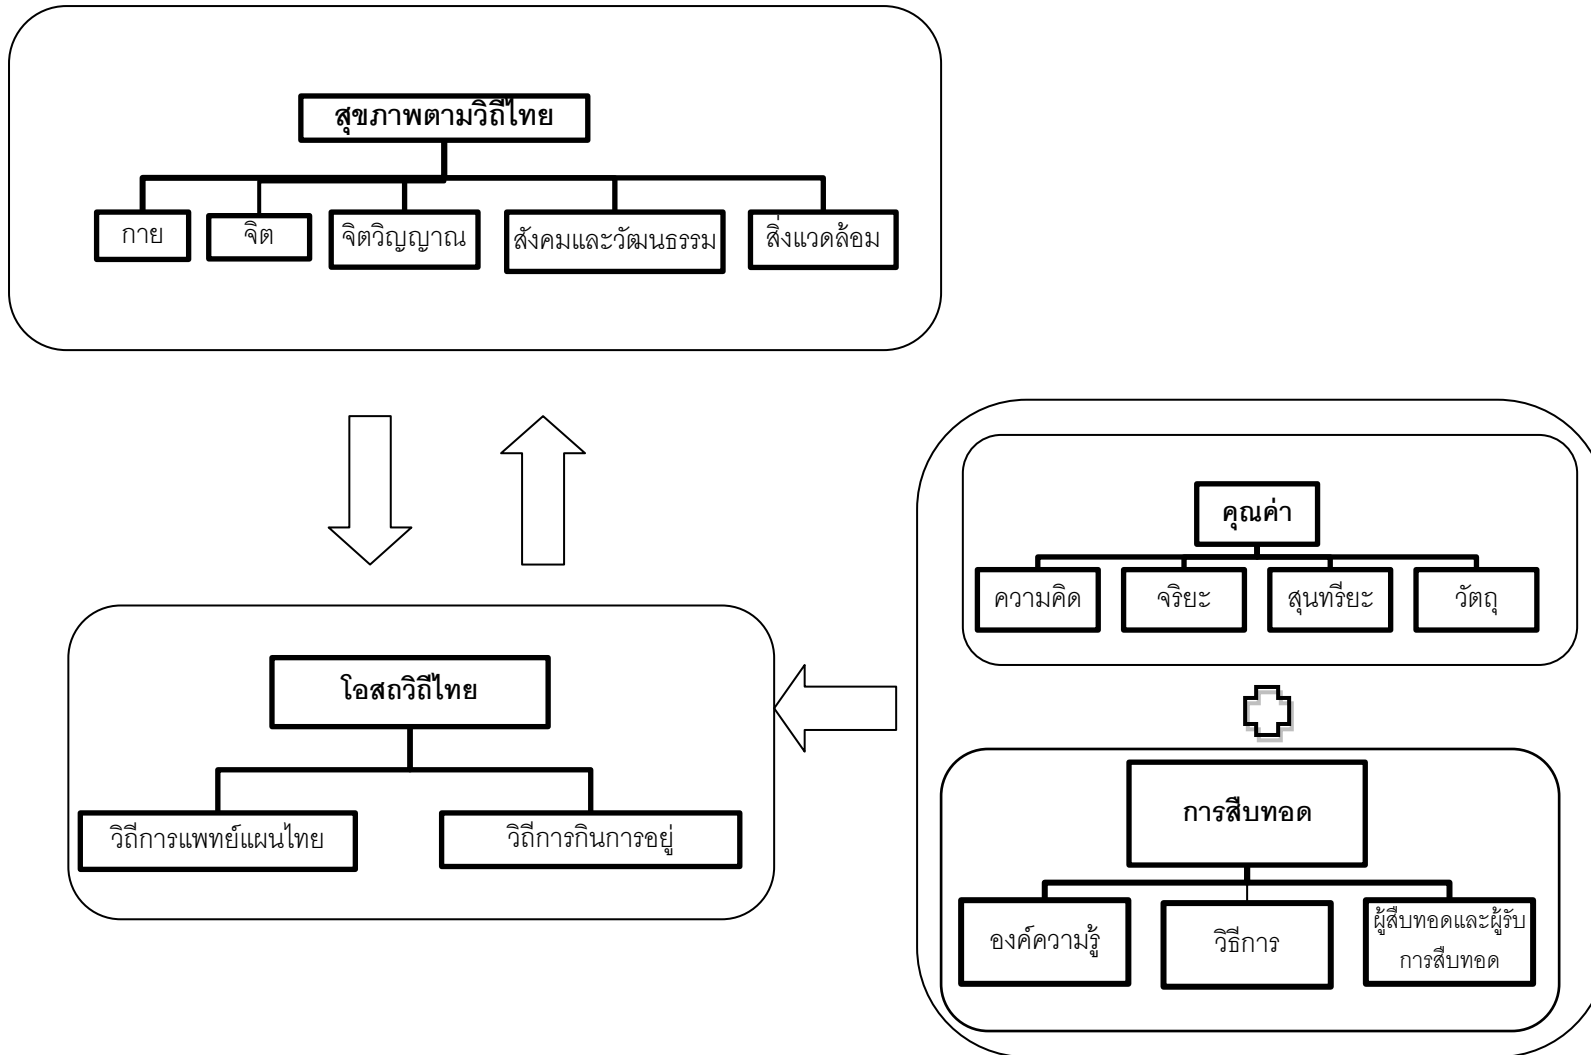 สุขภาพตามวิถีไทย
กาย
จิต
จิตวิญญาณ
สังคมและวัฒนธรรม
สิ่งแวดล้อม
คุณค่า
ความคิด
จริยะ
สุนทรียะ
วัตถุ
โอสถวิถีไทย
วิถีการแพทย์แผนไทย
วิถีการกินการอยู่
การสืบทอด
องค์ความรู้
วิธีการ
ผู้สืบทอดและผู้รับ
การสืบทอด